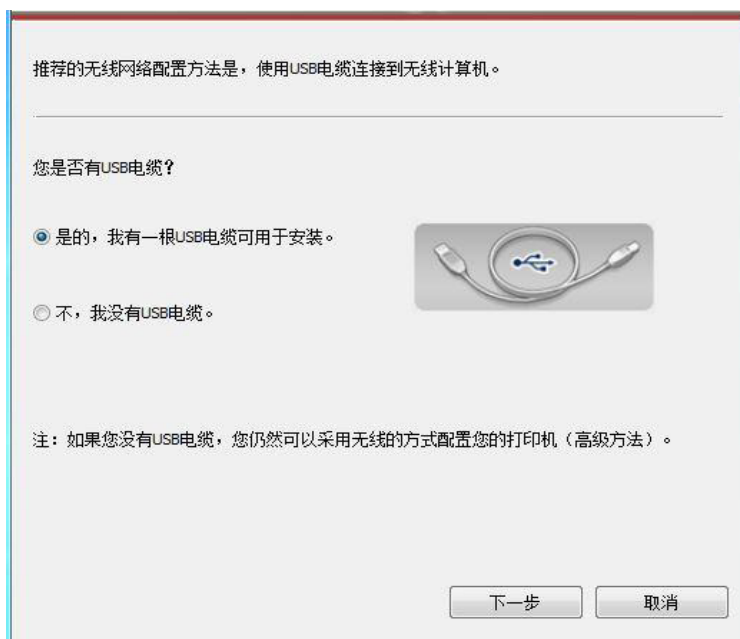 推荐的无线网络配置方法是，使用USB电缆连接到无线计算机。
您是否有USB电缆？
是的，我有一根USB电缆可用于安装。
不，我没有USB电缆。
注：如果您没有USB电缆，您仍然可以采用无线的方式配置您的打印机（高级方法）。
下一步 取消